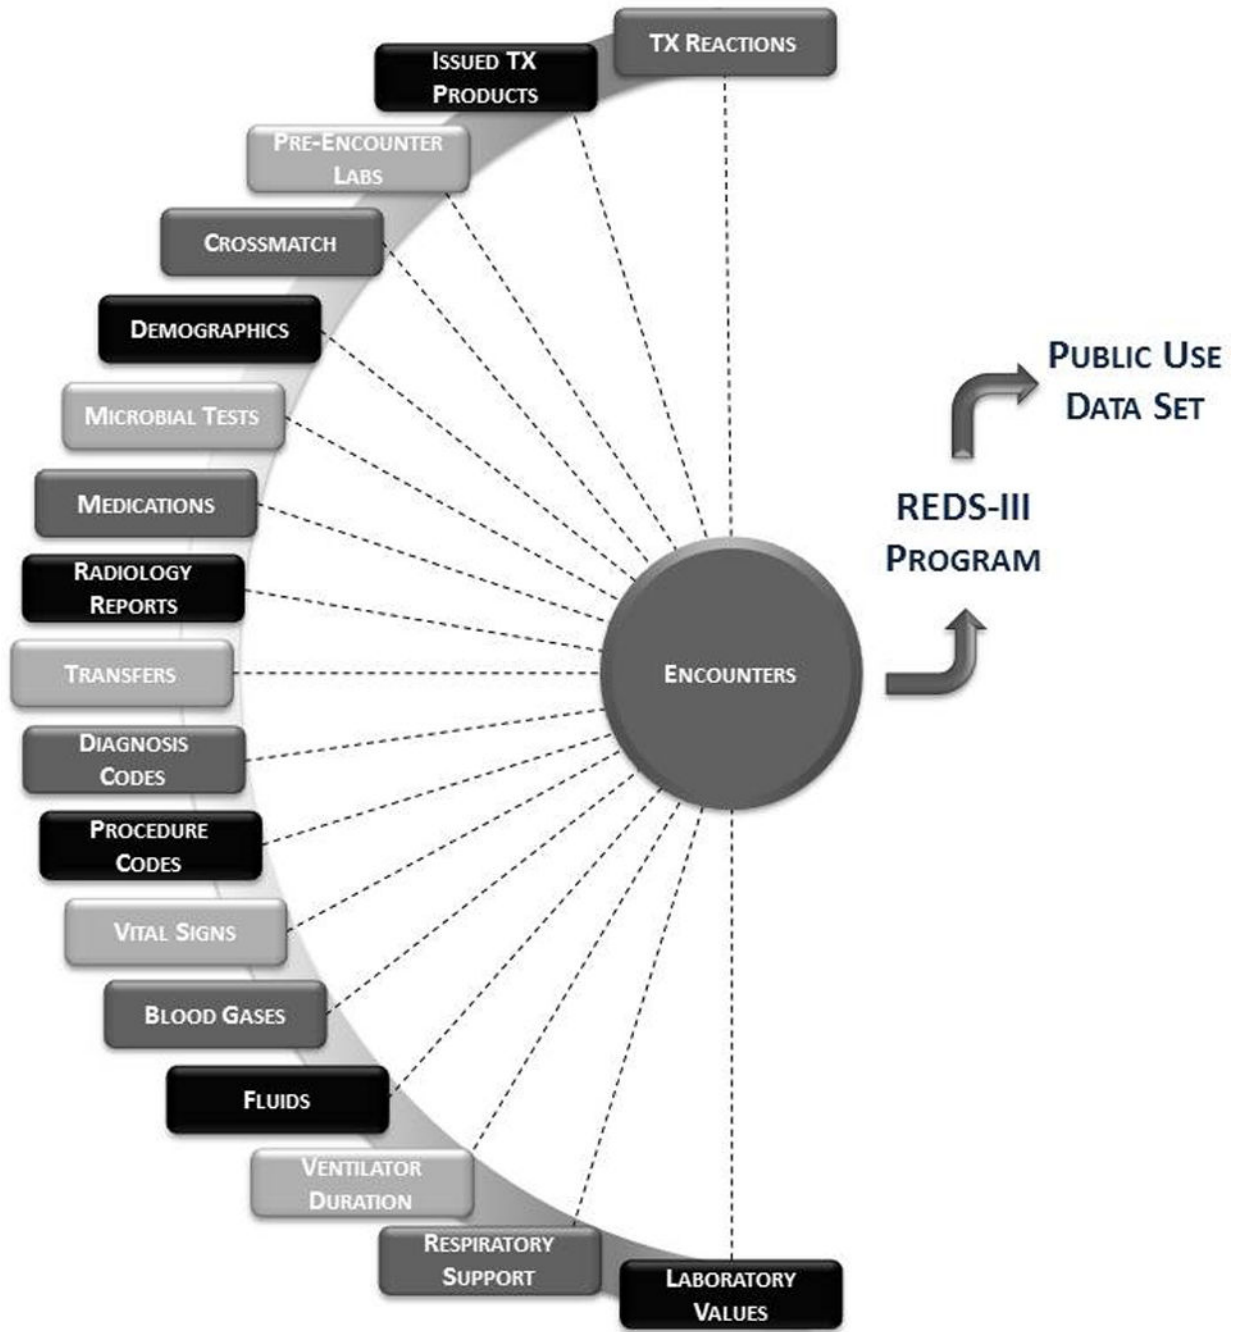 TX REACTIONS
ISSUED TX
PRODUCTS
PRE-ENCOUNTER
LABS
CROSSMATCH
DEMOGRAPHICS
MICROBIAL TESTS
MEDICATIONS
RADIOLOGY
REPORTS
TRANSFERS
DIAGNOSIS
CODES
PROCEDURE
CODES
VITAL SIGNS
BLOOD GASES
FLUIDS
VENTILATOR
DURATION
RESPIRATORY
SUPPORT
LABORATORY
VALUES
ENCOUNTERS
REDS-III
PROGRAM
PUBLIC USE
DATA SET